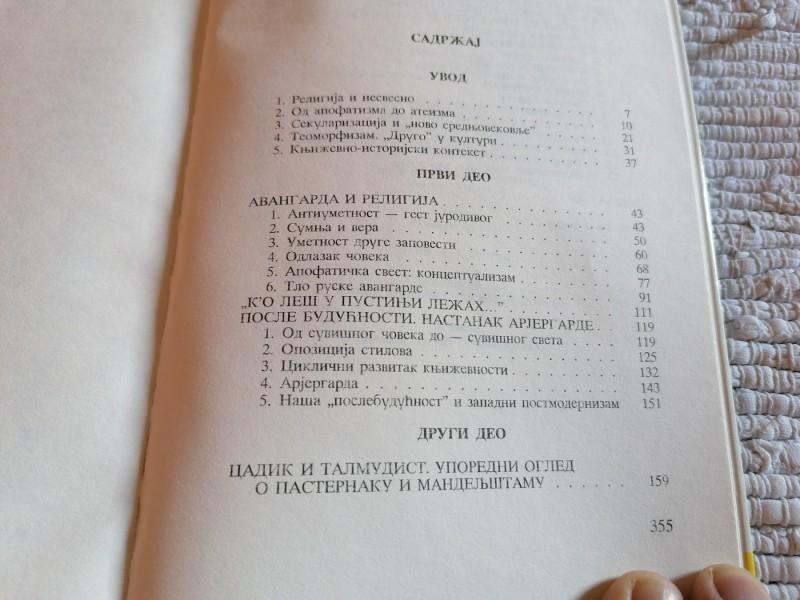 САДРЖАЈ
УВОД
1. Религија и несвесно . . . . . . . . . . . . . . . . 7
2. Од апофатизма до атеизма . . . . . . . . . . . . 10
3. Секуларизација и „ново средњовековље” . . . . . 21
4. Теоморфизам. „Друго” у култури . . . . . . . . . 31
5. Књижевно-историјски контекст . . . . . . . . . . 37
ПРВИ ДЕО
АВАНГАРДА И РЕЛИГИЈА . . . . . . . . . . . . . . 43
1. Антиуметност — гест јуродивог . . . . . . . . . . 43
2. Сумња и вера . . . . . . . . . . . . . . . . . . 50
3. Уметност друге заповести . . . . . . . . . . . . 60
4. Одлазак човека . . . . . . . . . . . . . . . . . 68
5. Апофатичка свест: концептуализам . . . . . . . . 77
6. Тло руске авангарде . . . . . . . . . . . . . . . 91
„К’О ЛЕШ У ПУСТИЊИ ЛЕЖАХ...” . . . . . . . . . . 111
ПОСЛЕ БУДУЋНОСТИ. НАСТАНАК АРЈЕРГАРДЕ . . 119
1. Од сувишног човека до — сувишног света . . . . . 119
2. Опозиција стилова . . . . . . . . . . . . . . . . 125
3. Циклични развитак књижевности . . . . . . . . . 132
4. Арјергарда . . . . . . . . . . . . . . . . . . . 143
5. Наша „послебудућност” и западни постмодернизам 151
ДРУГИ ДЕО
ЦАДИК И ТАЛМУДИСТ. УПОРЕДНИ ОГЛЕД
О ПАСТЕРНАКУ И МАНДЕЉШТАМУ . . . . . . 159
355